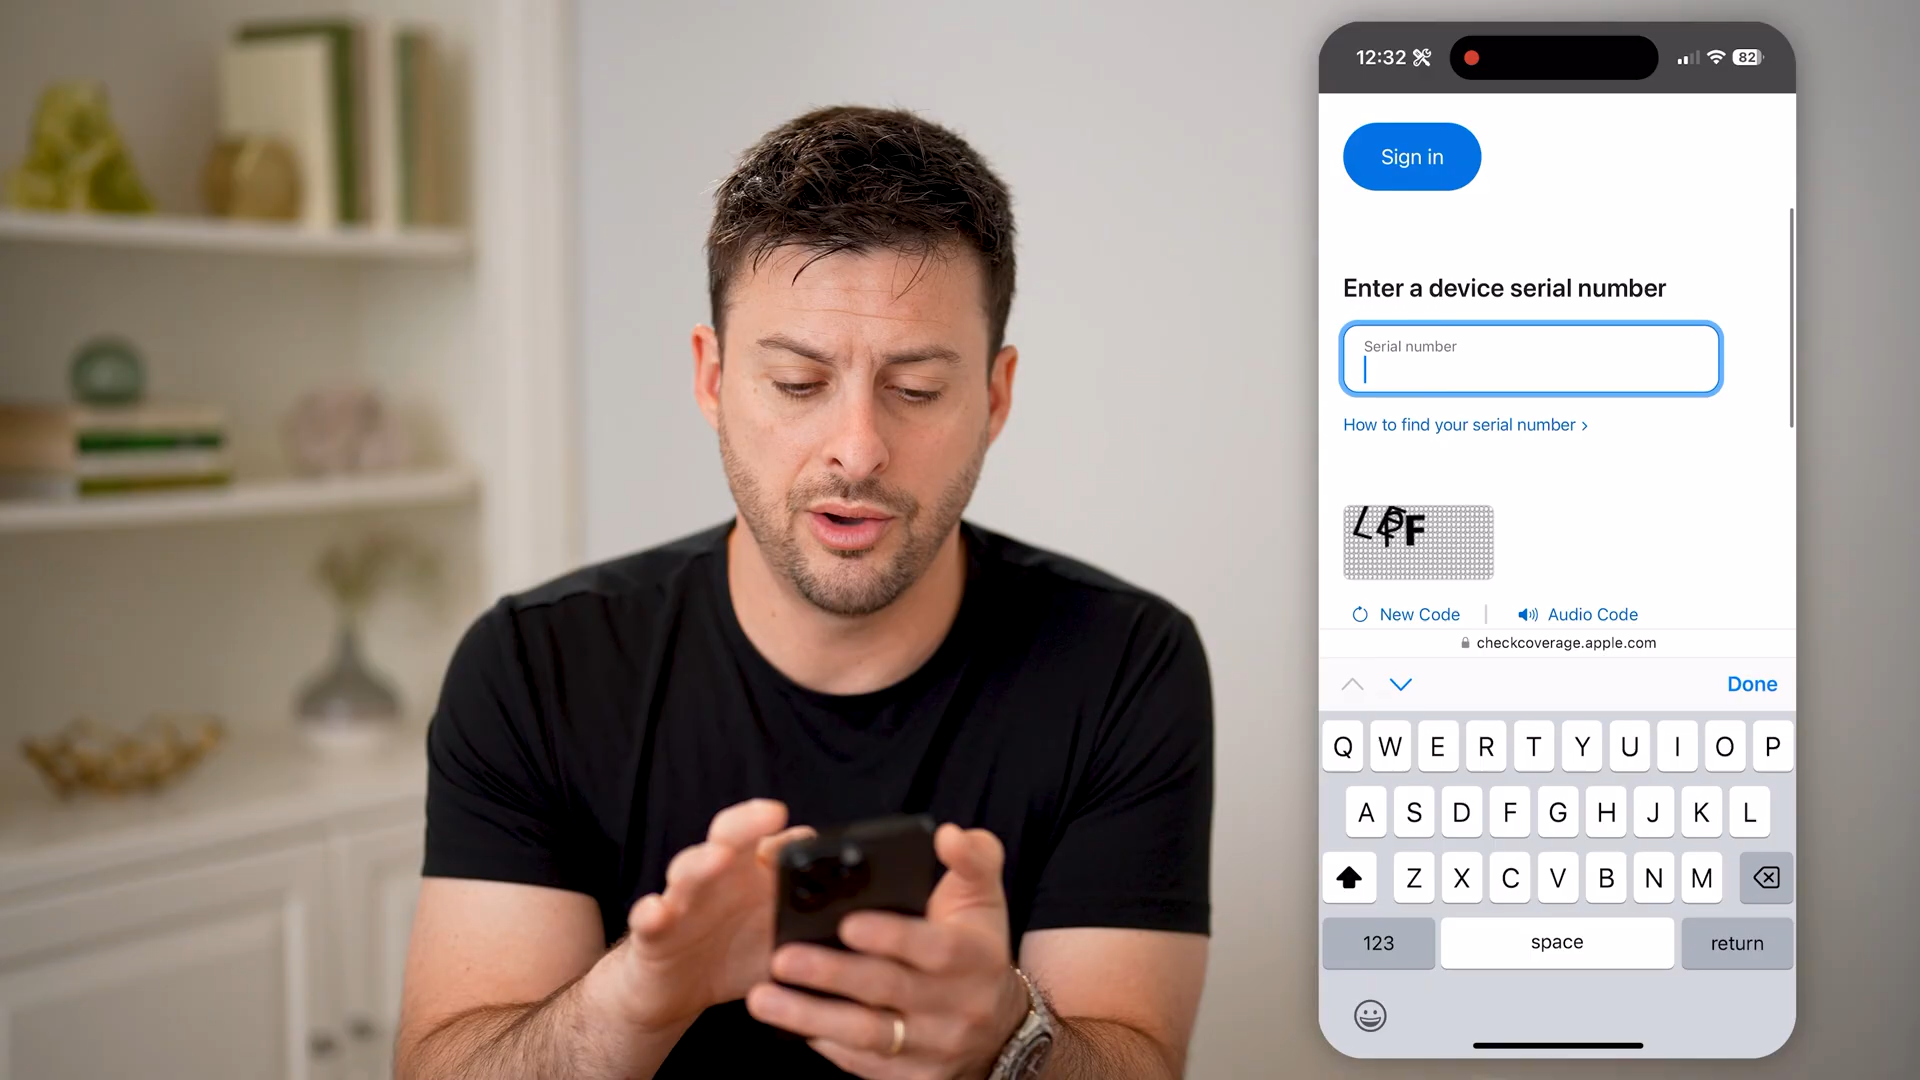 12:32
82
Sign in
Enter a device serial number
Serial number
How to find your serial number ›
New Code | Audio Code
checkcoverage.apple.com
Done
Q W E R T Y U I O P
A S D F G H J K L
Z X C V B N M
123 space return